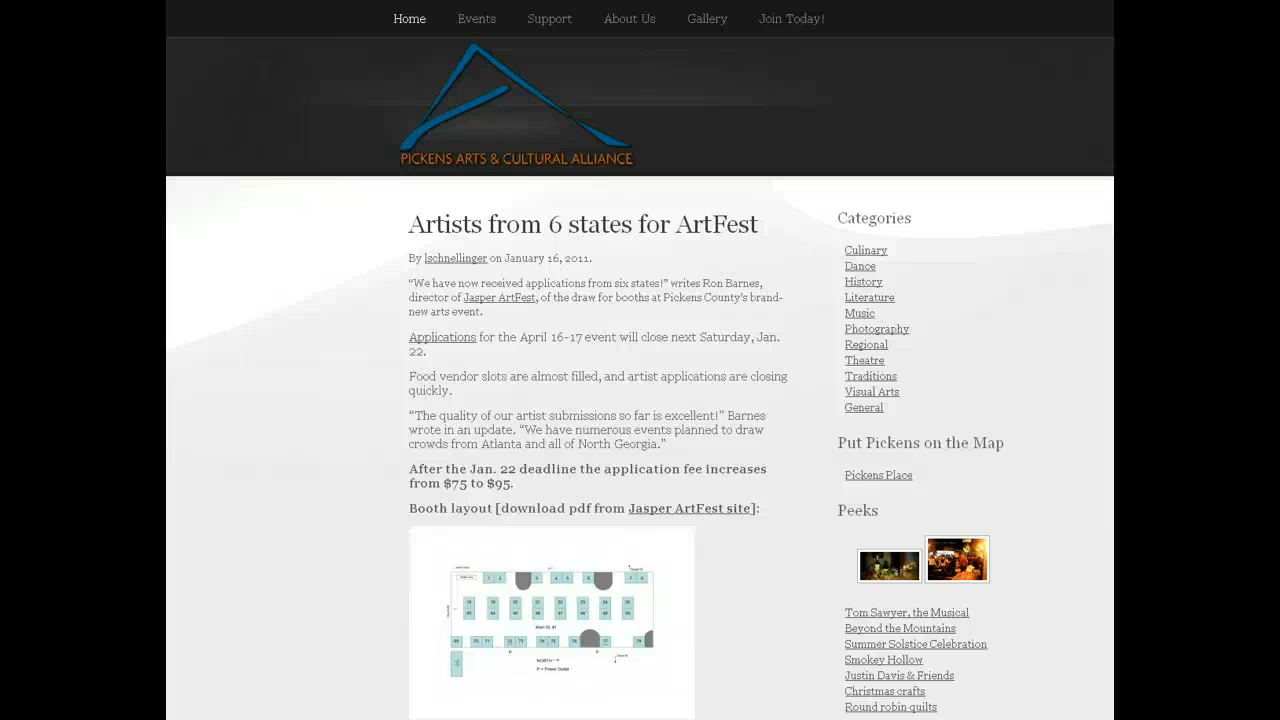 Home Events Support About Us Gallery Join Today!
PICKENS ARTS & CULTURAL ALLIANCE
Artists from 6 states for ArtFest
By lschnellinger on January 16, 2011.
“We have now received applications from six states!” writes Ron Barnes,
director of Jasper ArtFest, of the draw for booths at Pickens County’s brand-
new arts event.
Applications for the April 16-17 event will close next Saturday, Jan.
22.
Food vendor slots are almost filled, and artist applications are closing
quickly.
“The quality of our artist submissions so far is excellent!” Barnes
wrote in an update. “We have numerous events planned to draw
crowds from Atlanta and all of North Georgia.”
After the Jan. 22 deadline the application fee increases
from $75 to $95.
Booth layout [download pdf from Jasper ArtFest site]:
NORTH
P = Power Outlet
Categories
Culinary
Dance
History
Literature
Music
Photography
Regional
Theatre
Traditions
Visual Arts
General
Put Pickens on the Map
Pickens Place
Peeks
Tom Sawyer, the Musical
Beyond the Mountains
Summer Solstice Celebration
Smokey Hollow
Justin Davis & Friends
Christmas crafts
Round robin quilts